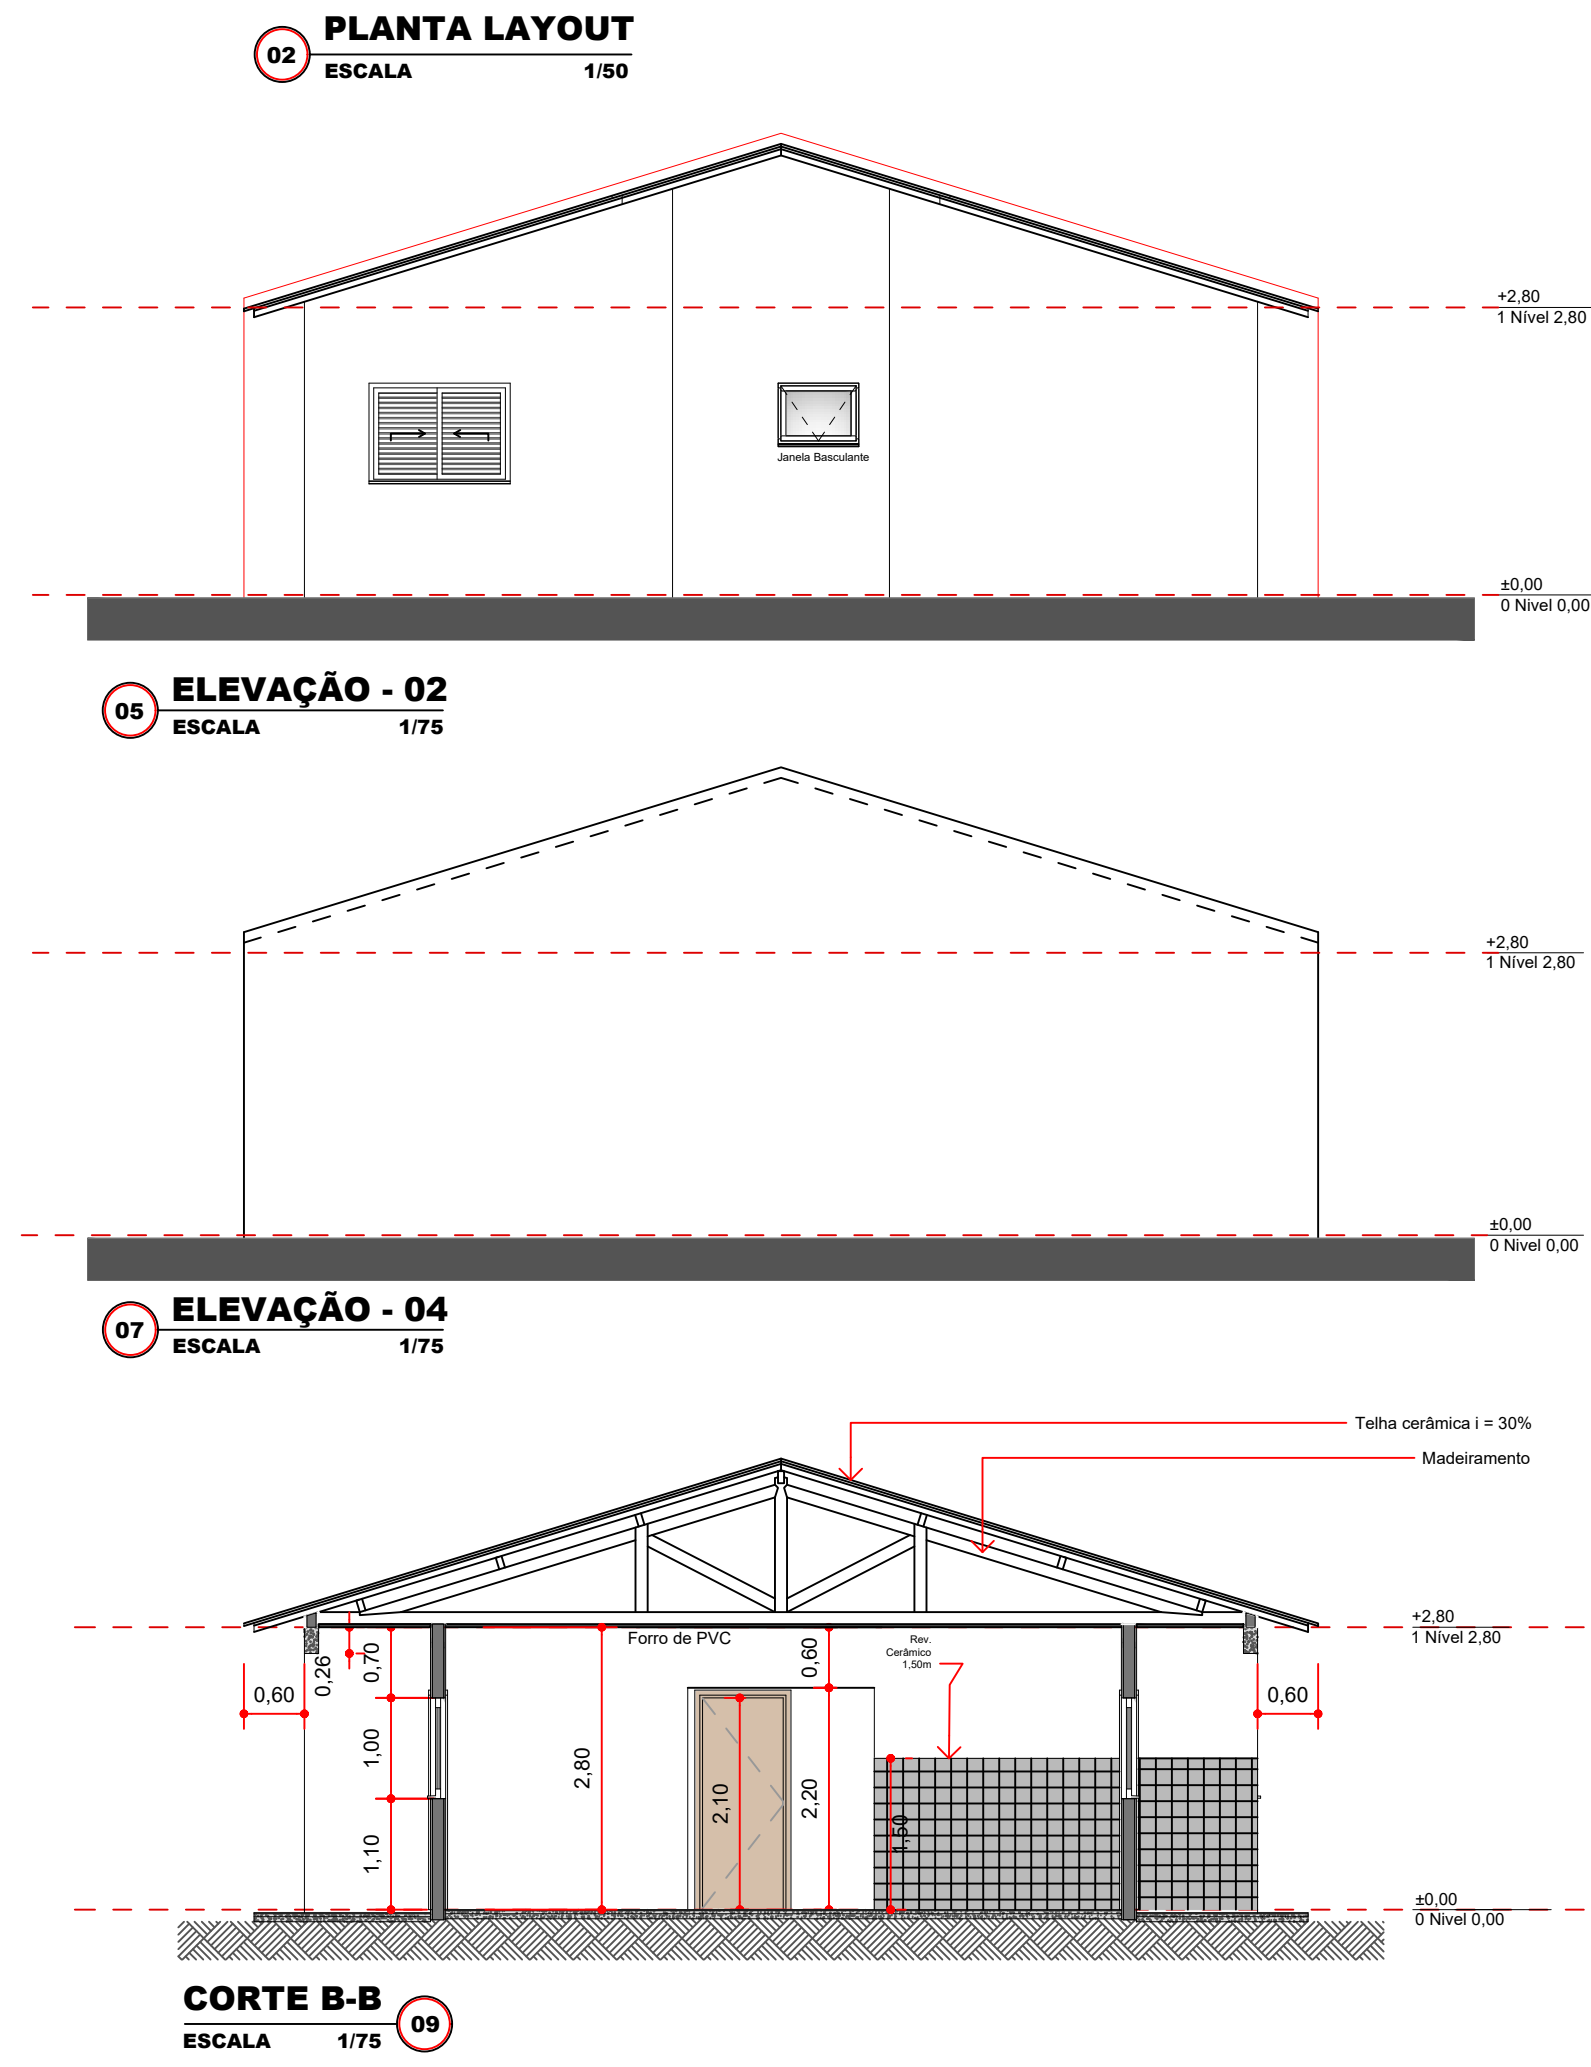 02
PLANTA LAYOUT
ESCALA 1/50
+2,80
1 Nível 2,80
Janela Basculante
±0,00
0 Nivel 0,00
05
ELEVAÇÃO - 02
ESCALA 1/75
+2,80
1 Nível 2,80
±0,00
0 Nivel 0,00
07
ELEVAÇÃO - 04
ESCALA 1/75
Telha cerâmica i = 30%
Madeiramento
+2,80
1 Nível 2,80
Forro de PVC
Rev.
Cerâmico
1,50m
0,60
0,26
0,70
0,60
0,60
1,00
2,80
2,10
2,20
1,50
1,10
±0,00
0 Nivel 0,00
CORTE B-B
ESCALA 1/75
09